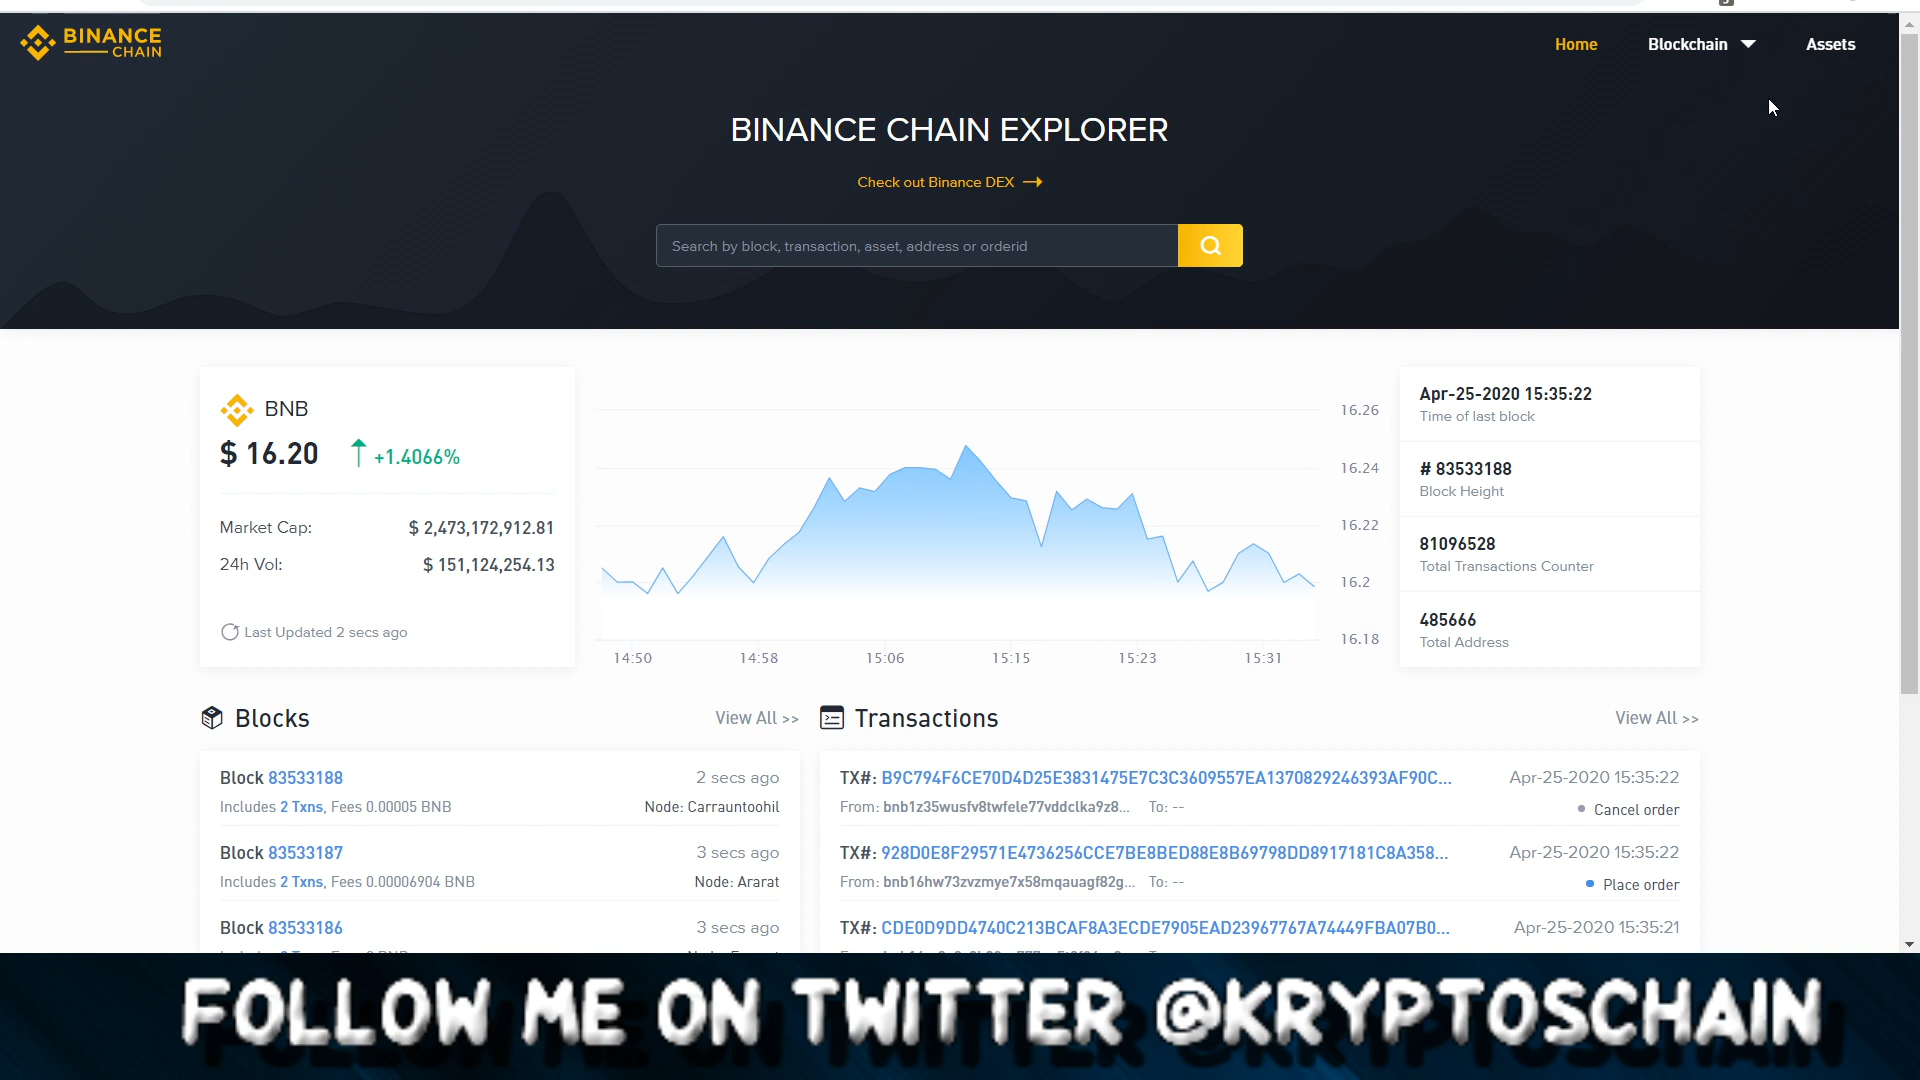 BINANCE
CHAIN
Home
Blockchain
Assets
BINANCE CHAIN EXPLORER
Check out Binance DEX
Search by block, transaction, asset, address or orderid
BNB
$ 16.20
+1.4066%
Market Cap:
$ 2,473,172,912.81
24h Vol:
$ 151,124,254.13
Last Updated 2 secs ago
16.26
16.24
16.22
16.2
16.18
14:50
14:58
15:06
15:15
15:23
15:31
Apr-25-2020 15:35:22
Time of last block
# 83533188
Block Height
81096528
Total Transactions Counter
485666
Total Address
Blocks
View All >>
Block 83533188
2 secs ago
Includes 2 Txns, Fees 0.00005 BNB
Node: Carrauntoohil
Block 83533187
3 secs ago
Includes 2 Txns, Fees 0.00006904 BNB
Node: Ararat
Block 83533186
3 secs ago
Transactions
View All >>
TX#: B9C794F6CE70D4D25E3831475E7C3C3609557EA1370829246393AF90C...
Apr-25-2020 15:35:22
From: bnb1z35wusfv8twfele77vddclka9z8...
To: --
Cancel order
TX#: 928D0E8F29571E4736256CCE7BE8BED88E8B69798DD8917181C8A358...
Apr-25-2020 15:35:22
From: bnb16hw73zvzmye7x58mqauagf82g...
To: --
Place order
TX#: CDE0D9DD4740C213BCAF8A3ECDE7905EAD23967767A74449FBA07B0...
Apr-25-2020 15:35:21
FOLLOW ME ON TWITTER @KRYPTOSCHAIN